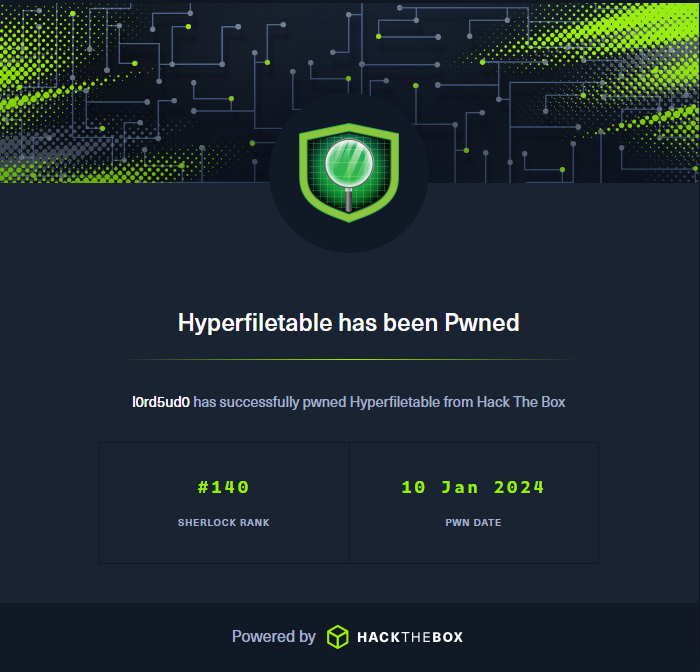 Hyperfiletable has been Pwned
l0rd5ud0 has successfully pwned Hyperfiletable from Hack The Box
#140
SHERLOCK RANK
10 Jan 2024
PWN DATE
Powered by HACKTHEBOX